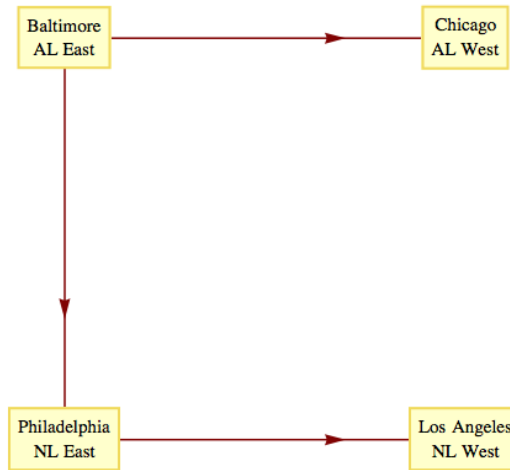 Baltimore
AL East
Chicago
AL West
Philadelphia
NL East
Los Angeles
NL West